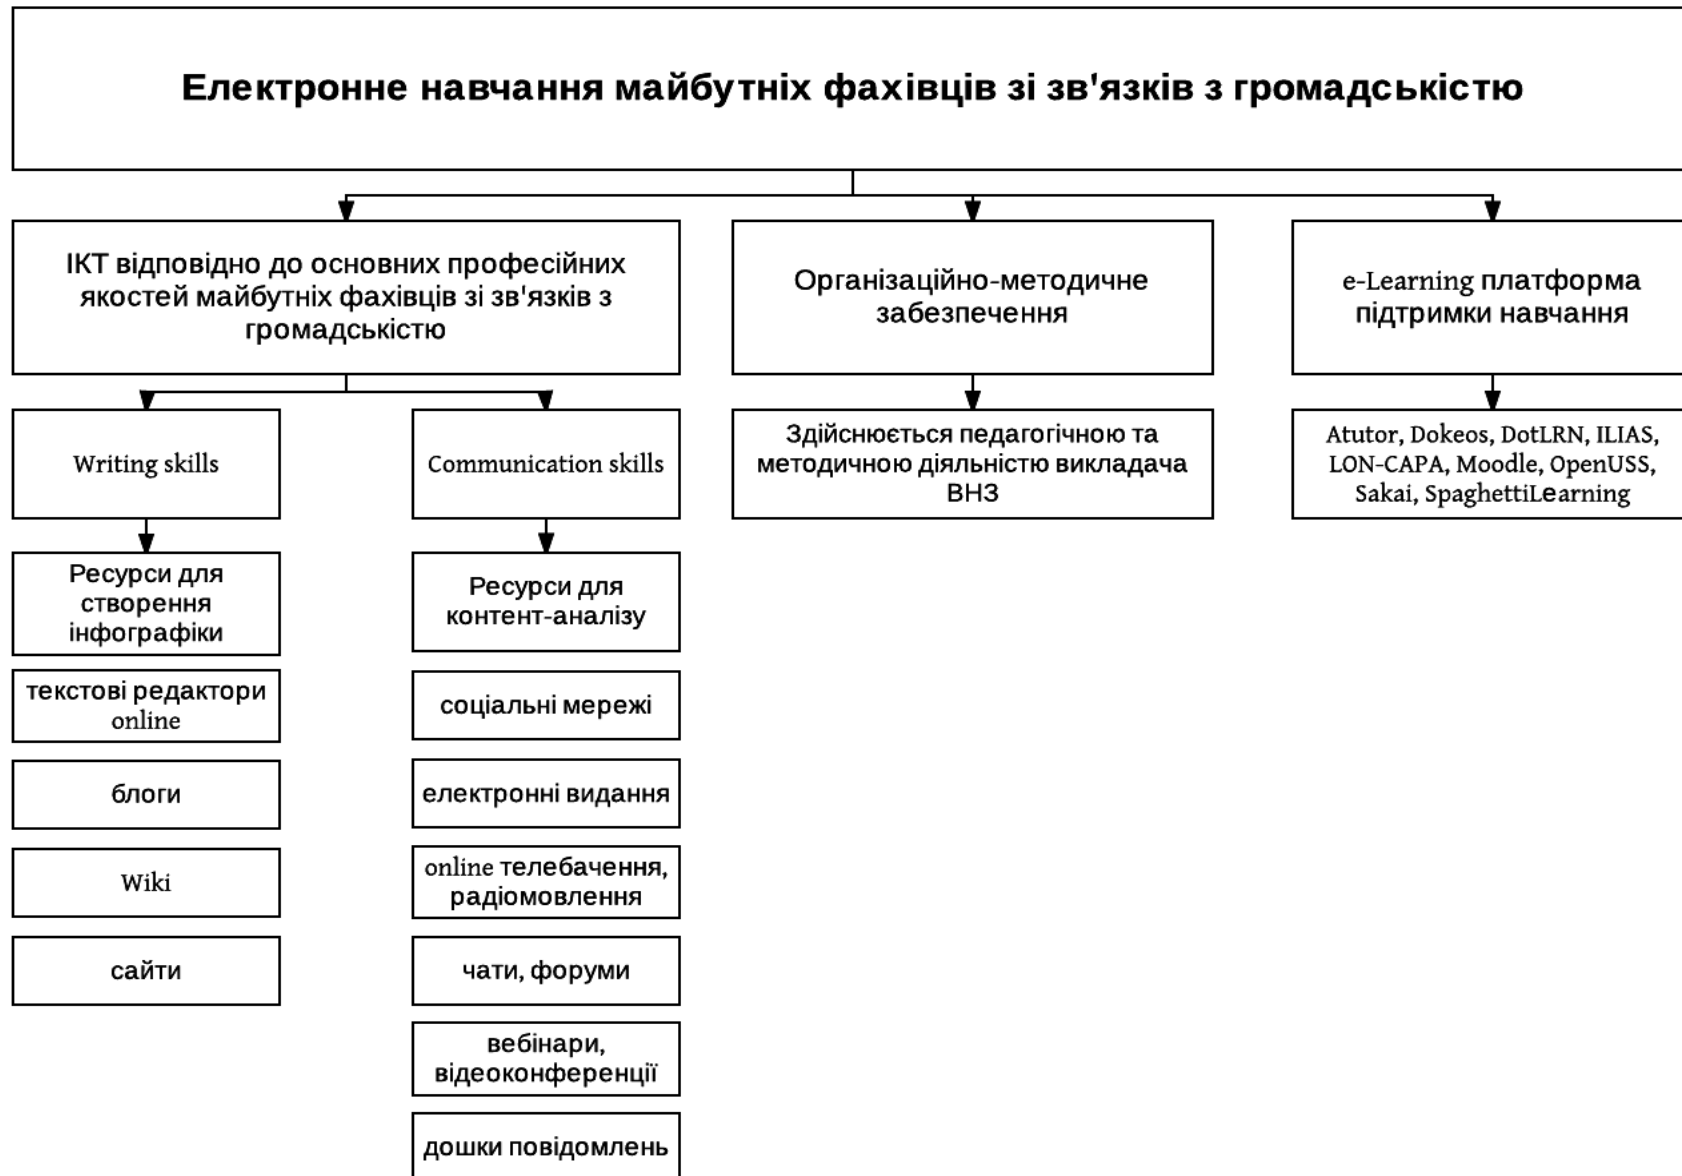 Електронне навчання майбутніх фахівців зі зв'язків з громадськістю
ІКТ відповідно до основних професійних
якостей майбутніх фахівців зі зв'язків з
громадськістю
Організаційно-методичне
забезпечення
e-Learning платформа
підтримки навчання
Writing skills
Communication skills
Здійснюється педагогічною та
методичною діяльністю викладача
ВНЗ
Atutor, Dokeos, DotLRN, ILIAS,
LON-CAPA, Moodle, OpenUSS,
Sakai, SpaghettiLearning
Ресурси для
створення
інфографіки
текстові редактори
online
блоги
Wiki
сайти
Ресурси для
контент-аналізу
соціальні мережі
електронні видання
online телебачення,
радіомовлення
чати, форуми
вебінари,
відеоконференції
дошки повідомлень